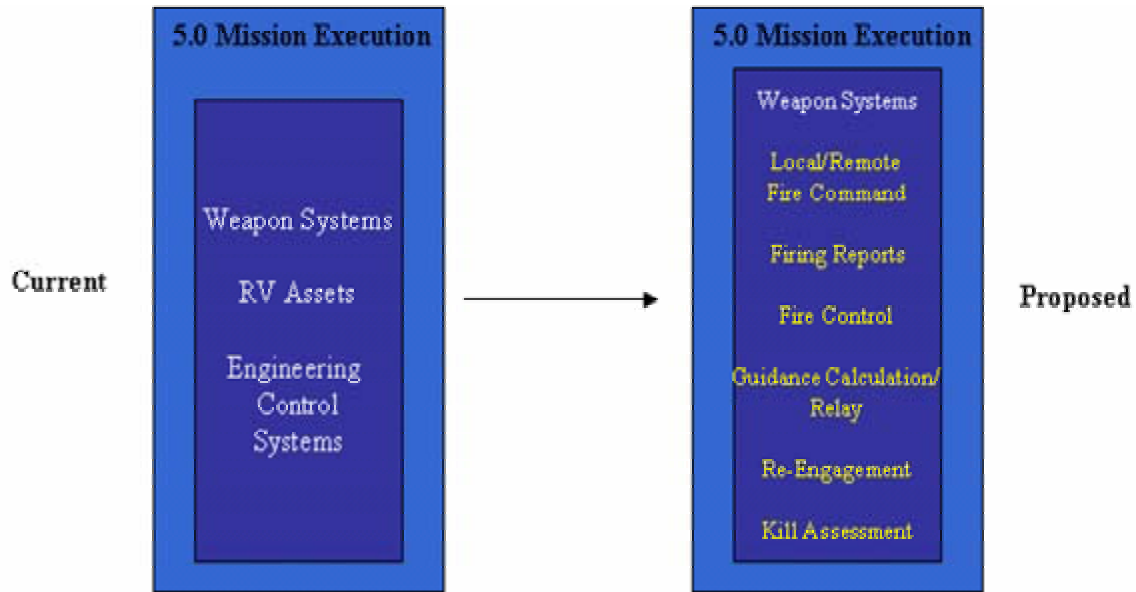 Current
5.0 Mission Execution
Weapon Systems
RV Assets
Engineering
Control
Systems
5.0 Mission Execution
Weapon Systems
Local/Remote
Fire Command
Firing Reports
Fire Control
Guidance Calculation/
Relay
Re-Engagement
Kill Assessment
Proposed